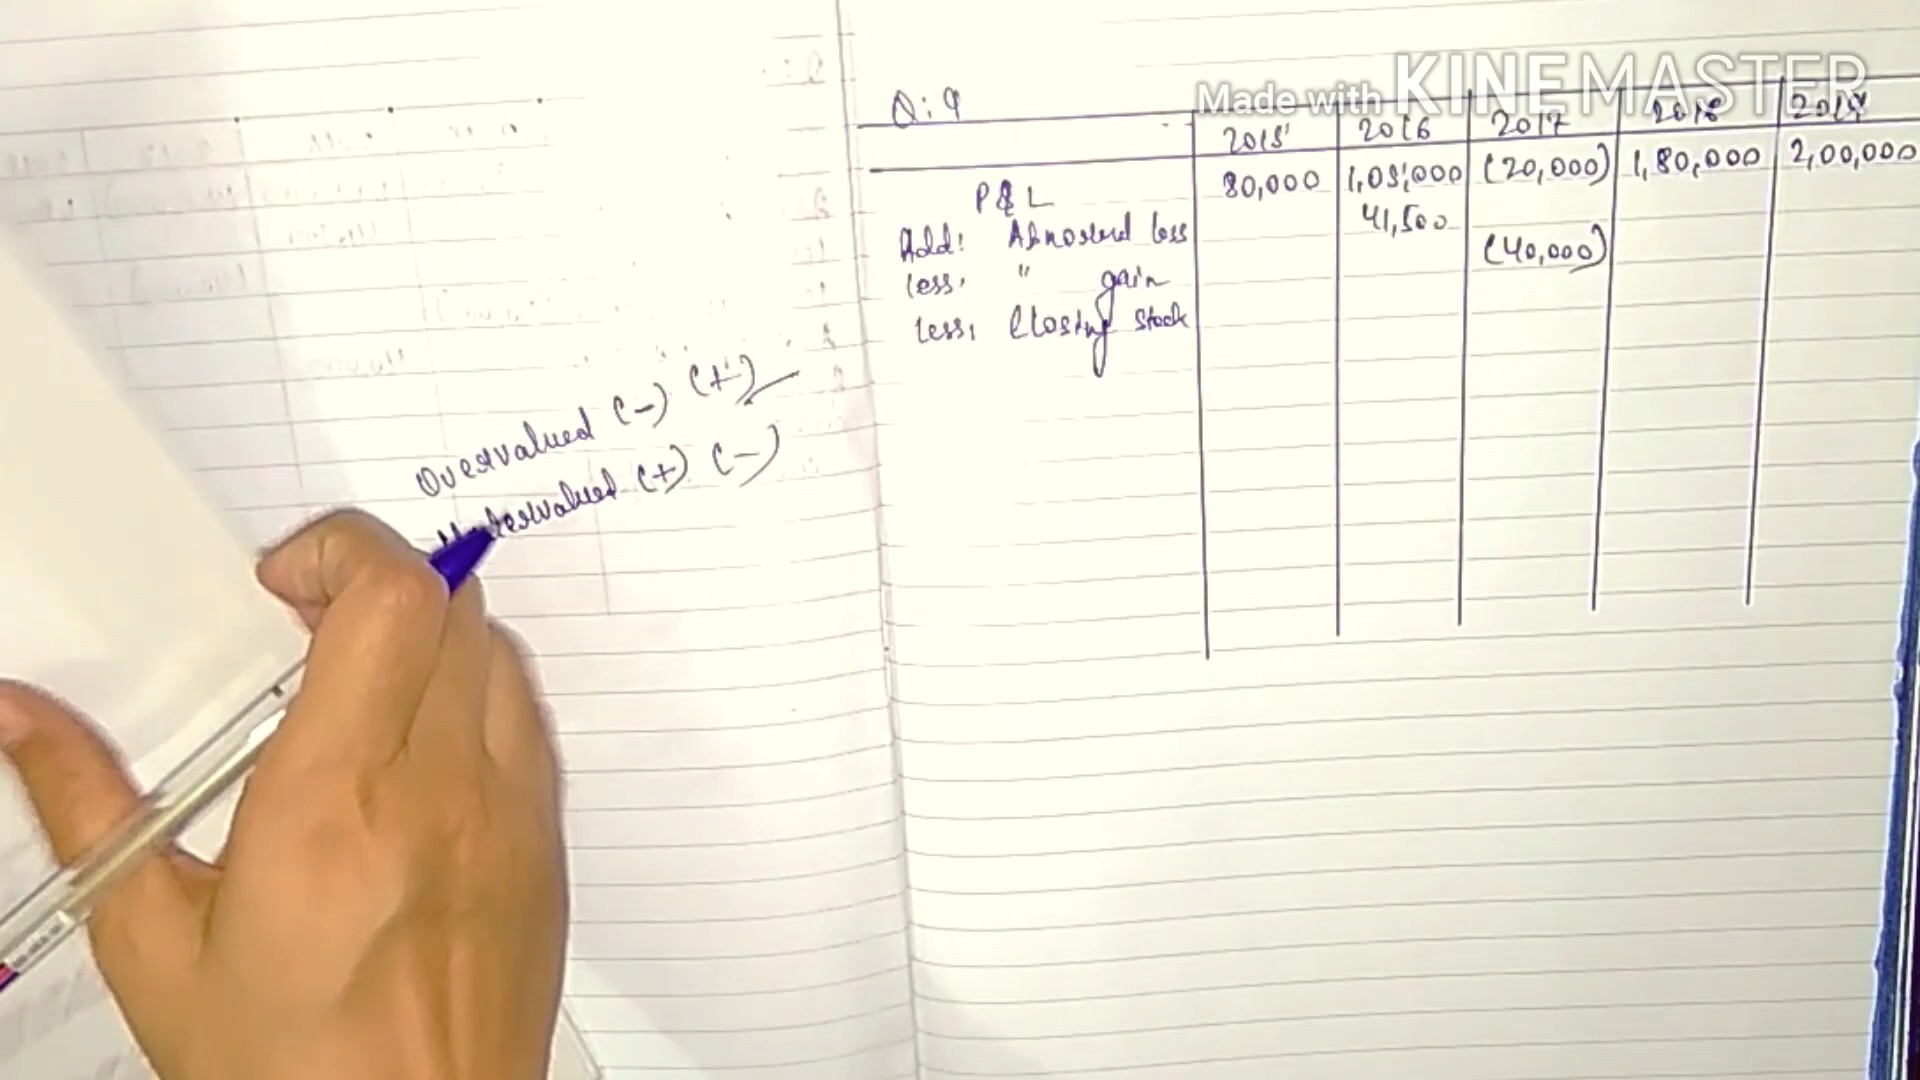 Overvalued (-) (+)
Undervalued (+) (-)
Made with KINEMASTER
Q:9
2015 2016 2017 2018 2019
P&L 80,000 1,05,000 (20,000) 1,80,000 2,00,000
Add: Abnormal loss 41,500
less: " gain (40,000)
less: Closing stock